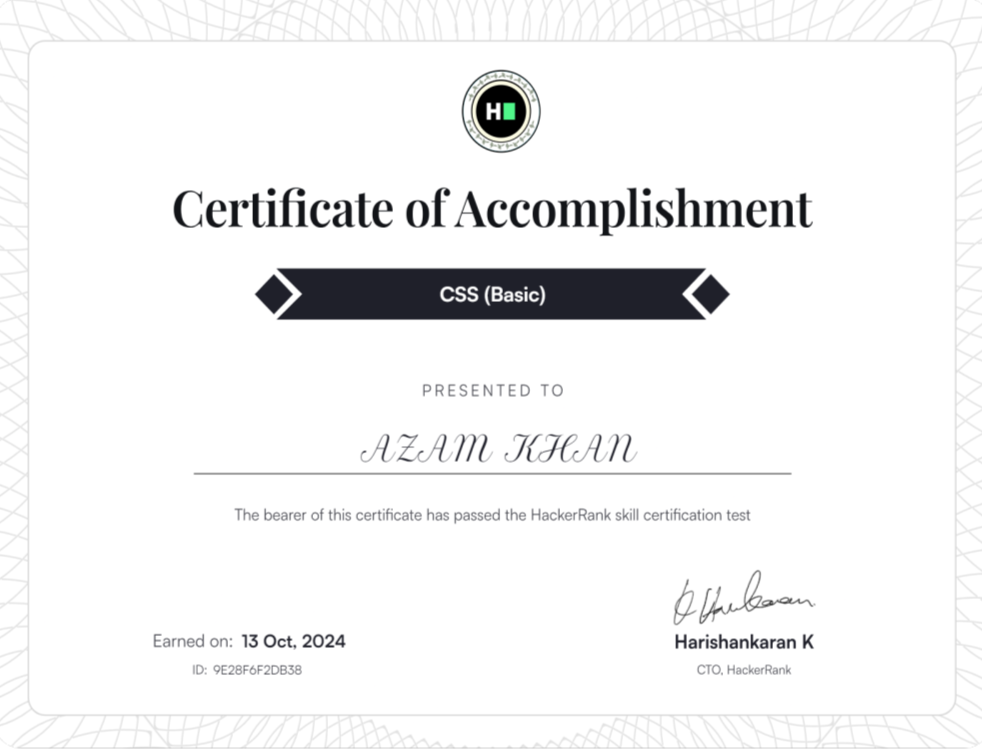 H
Certificate of Accomplishment
CSS (Basic)
PRESENTED TO
AZAM KHAN
The bearer of this certificate has passed the HackerRank skill certification test
Earned on: 13 Oct, 2024
ID: 9E28F6F2DB38
Harishankaran K
CTO, HackerRank